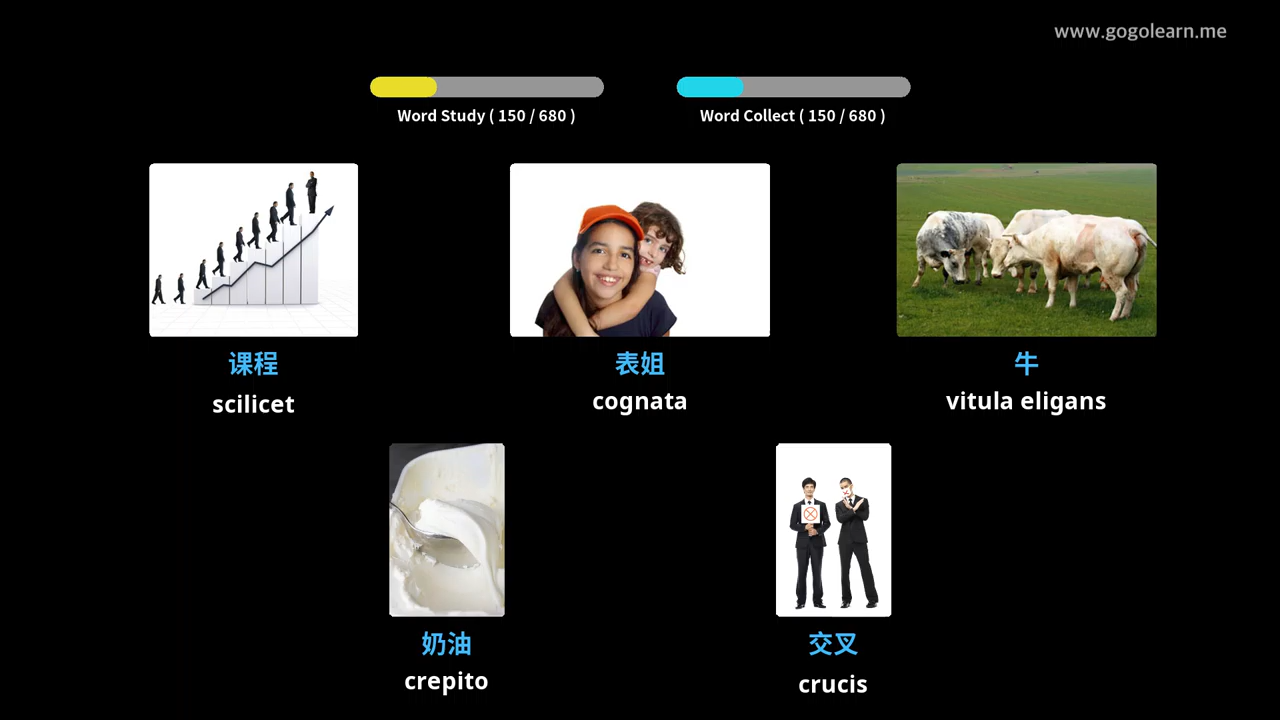 www.gogolearn.me
Word Study ( 150 / 680 )
Word Collect ( 150 / 680 )
课程
scilicet
表姐
cognata
牛
vitula eligans
奶油
crepito
交叉
crucis